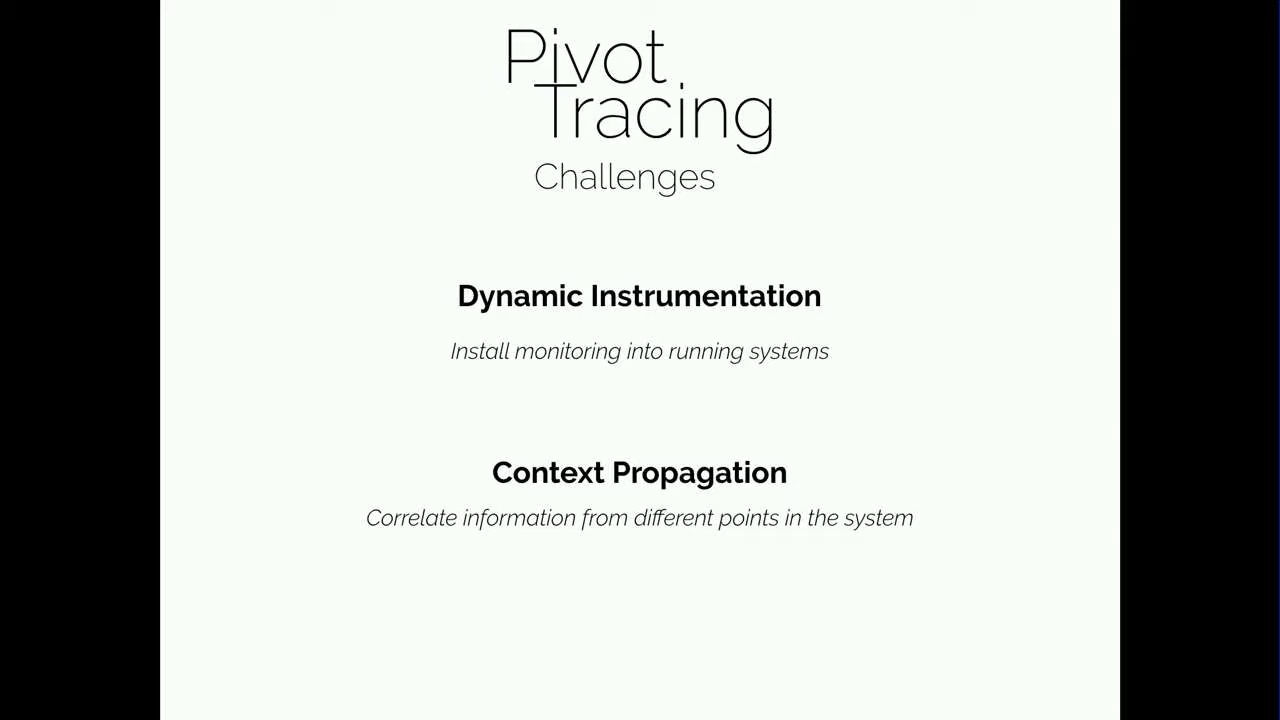 Pivot
Tracing
Challenges
Dynamic Instrumentation
Install monitoring into running systems
Context Propagation
Correlate information from different points in the system